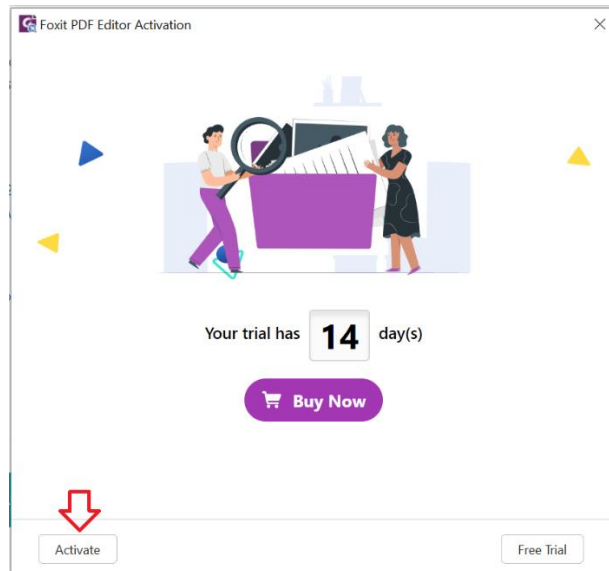 Foxit PDF Editor Activation
Your trial has 14 day(s)
Buy Now
Activate
Free Trial